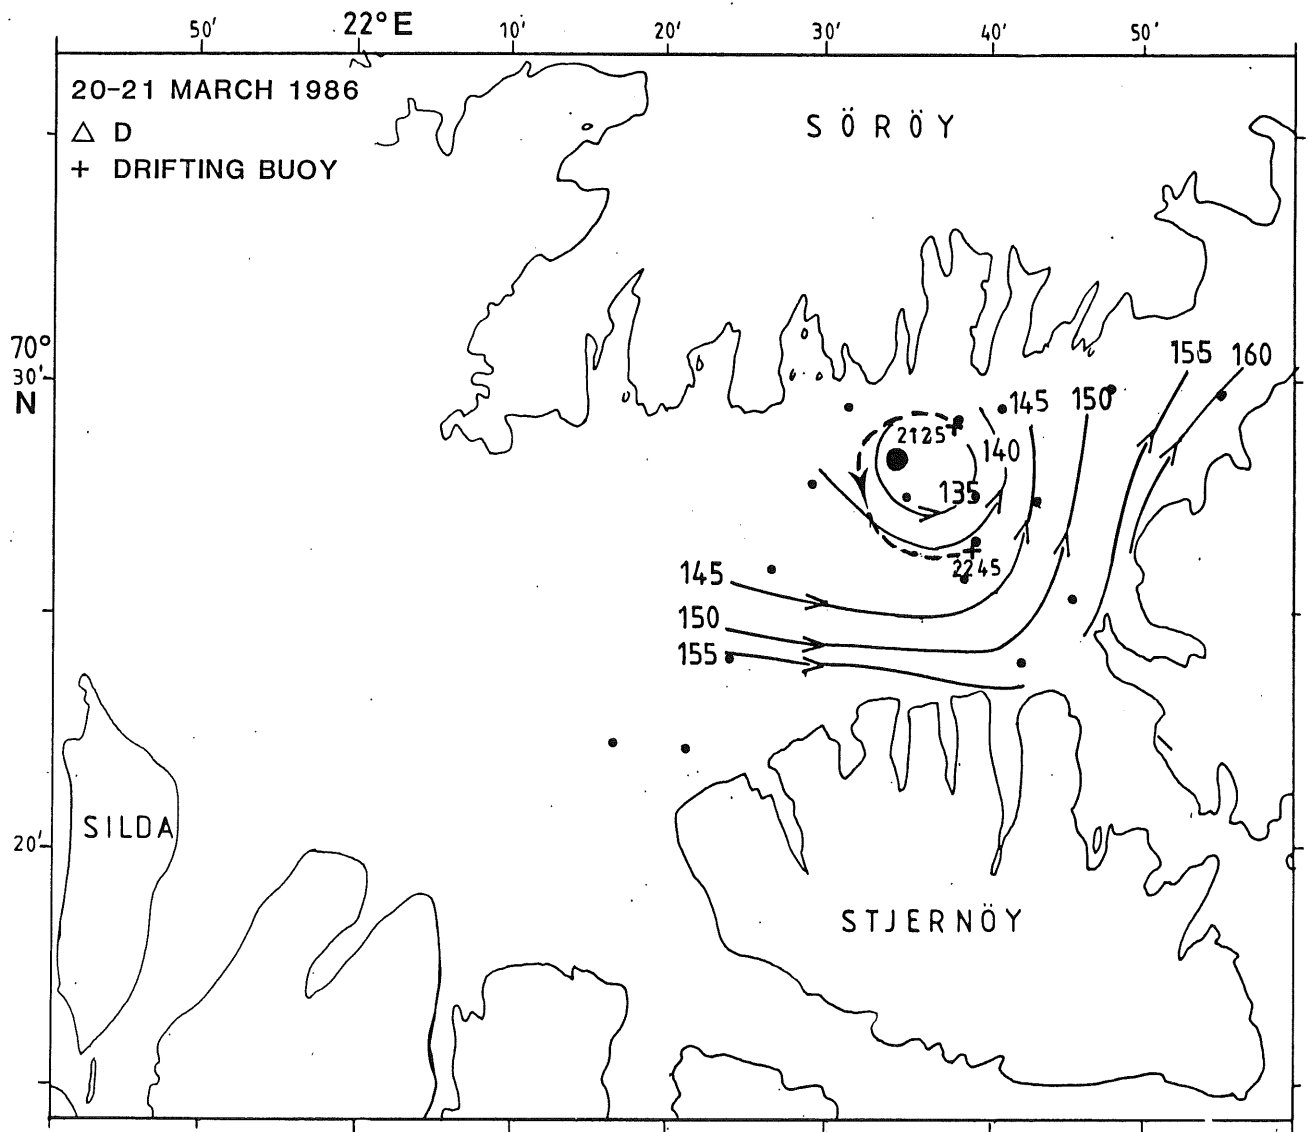 50' 22°E 10' 20' 30' 40' 50'
20-21 MARCH 1986
△ D
+ DRIFTING BUOY
SÖRÖY
70°
30'
N
155 160
145 150
2125
140
135
2245
145
150
155
20'
SILDA
STJERNÖY